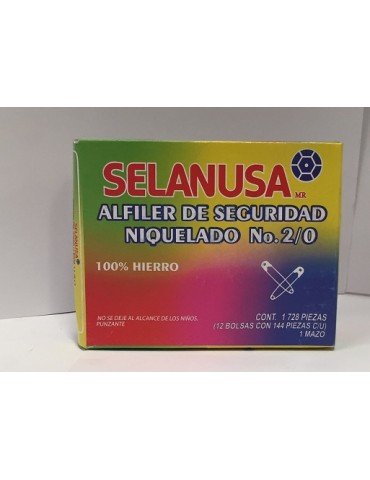 SELANUSA
MR
ALFILER DE SEGURIDAD
NIQUELADO No. 2/0
100% HIERRO
NO SE DEJE AL ALCANCE DE LOS NIÑOS,
PUNZANTE
CONT. 1 728 PIEZAS
(12 BOLSAS CON 144 PIEZAS C/U)
1 MAZO